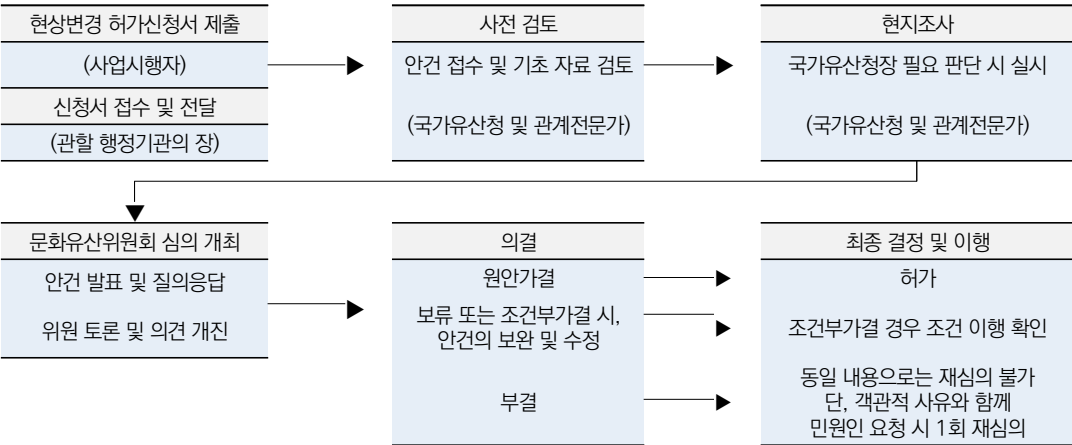 현상변경 허가신청서 제출
(사업시행자)
신청서 접수 및 전달
(관할 행정기관의 장)
사전 검토
안건 접수 및 기초 자료 검토
(국가유산청 및 관계전문가)
현지조사
국가유산청장 필요 판단 시 실시
(국가유산청 및 관계전문가)
문화유산위원회 심의 개최
안건 발표 및 질의응답
위원 토론 및 의견 개진
의결
원안가결
보류 또는 조건부가결 시,
안건의 보완 및 수정
부결
최종 결정 및 이행
허가
조건부가결 경우 조건 이행 확인
동일 내용으로는 재심의 불가
단, 객관적 사유와 함께
민원인 요청 시 1회 재심의